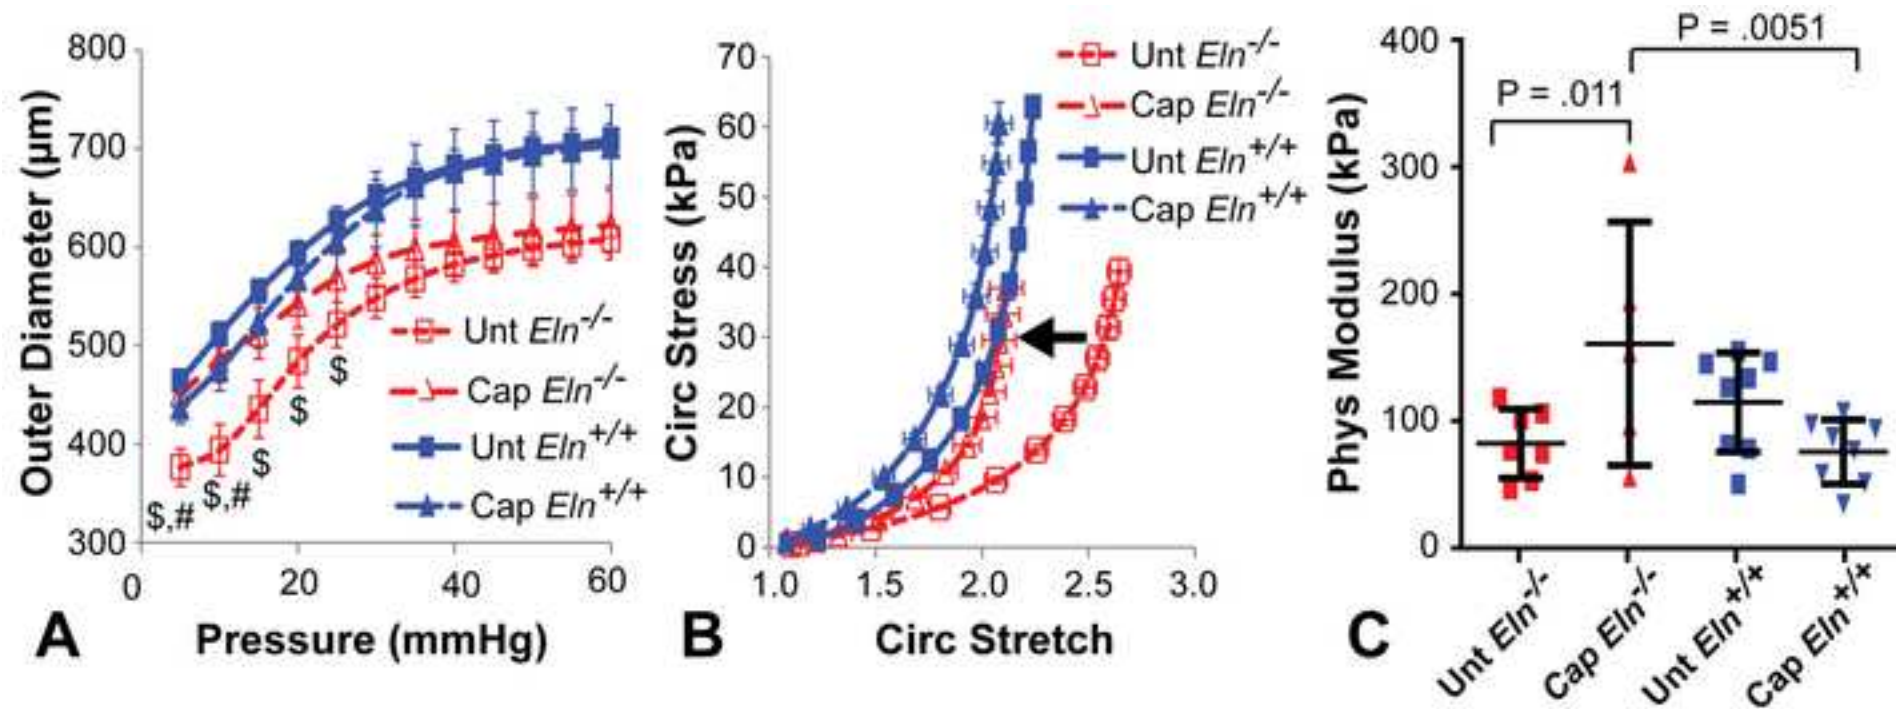 800
700
600
500
400
300
0
20
40
60
Outer Diameter (µm)
Pressure (mmHg)
$,#
$,#
$
$
$
Unt Eln-/-
Cap Eln-/-
Unt Eln+/+
Cap Eln+/+
A
70
60
50
40
30
20
10
0
1.0
1.5
2.0
2.5
3.0
Circ Stress (kPa)
Circ Stretch
Unt Eln-/-
Cap Eln-/-
Unt Eln+/+
Cap Eln+/+
B
400
300
200
100
0
Phys Modulus (kPa)
P = .011
P = .0051
Unt Eln-/-
Cap Eln-/-
Unt Eln+/+
Cap Eln+/+
C